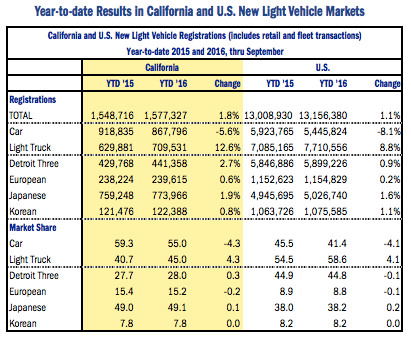 Year-to-date Results in California and U.S. New Light Vehicle Markets
California and U.S. New Light Vehicle Registrations (includes retail and fleet transactions)
Year-to-date 2015 and 2016, thru September
California U.S.
YTD '15 YTD '16 Change YTD '15 YTD '16 Change
Registrations
TOTAL 1,548,716 1,577,327 1.8% 13,008,930 13,156,380 1.1%
Car 918,835 867,796 -5.6% 5,923,765 5,445,824 -8.1%
Light Truck 629,881 709,531 12.6% 7,085,165 7,710,556 8.8%
Detroit Three 429,768 441,358 2.7% 5,846,886 5,899,226 0.9%
European 238,224 239,615 0.6% 1,152,623 1,154,829 0.2%
Japanese 759,248 773,966 1.9% 4,945,695 5,026,740 1.6%
Korean 121,476 122,388 0.8% 1,063,726 1,075,585 1.1%
Market Share
Car 59.3 55.0 -4.3 45.5 41.4 -4.1
Light Truck 40.7 45.0 4.3 54.5 58.6 4.1
Detroit Three 27.7 28.0 0.3 44.9 44.8 -0.1
European 15.4 15.2 -0.2 8.9 8.8 -0.1
Japanese 49.0 49.1 0.1 38.0 38.2 0.2
Korean 7.8 7.8 0.0 8.2 8.2 0.0